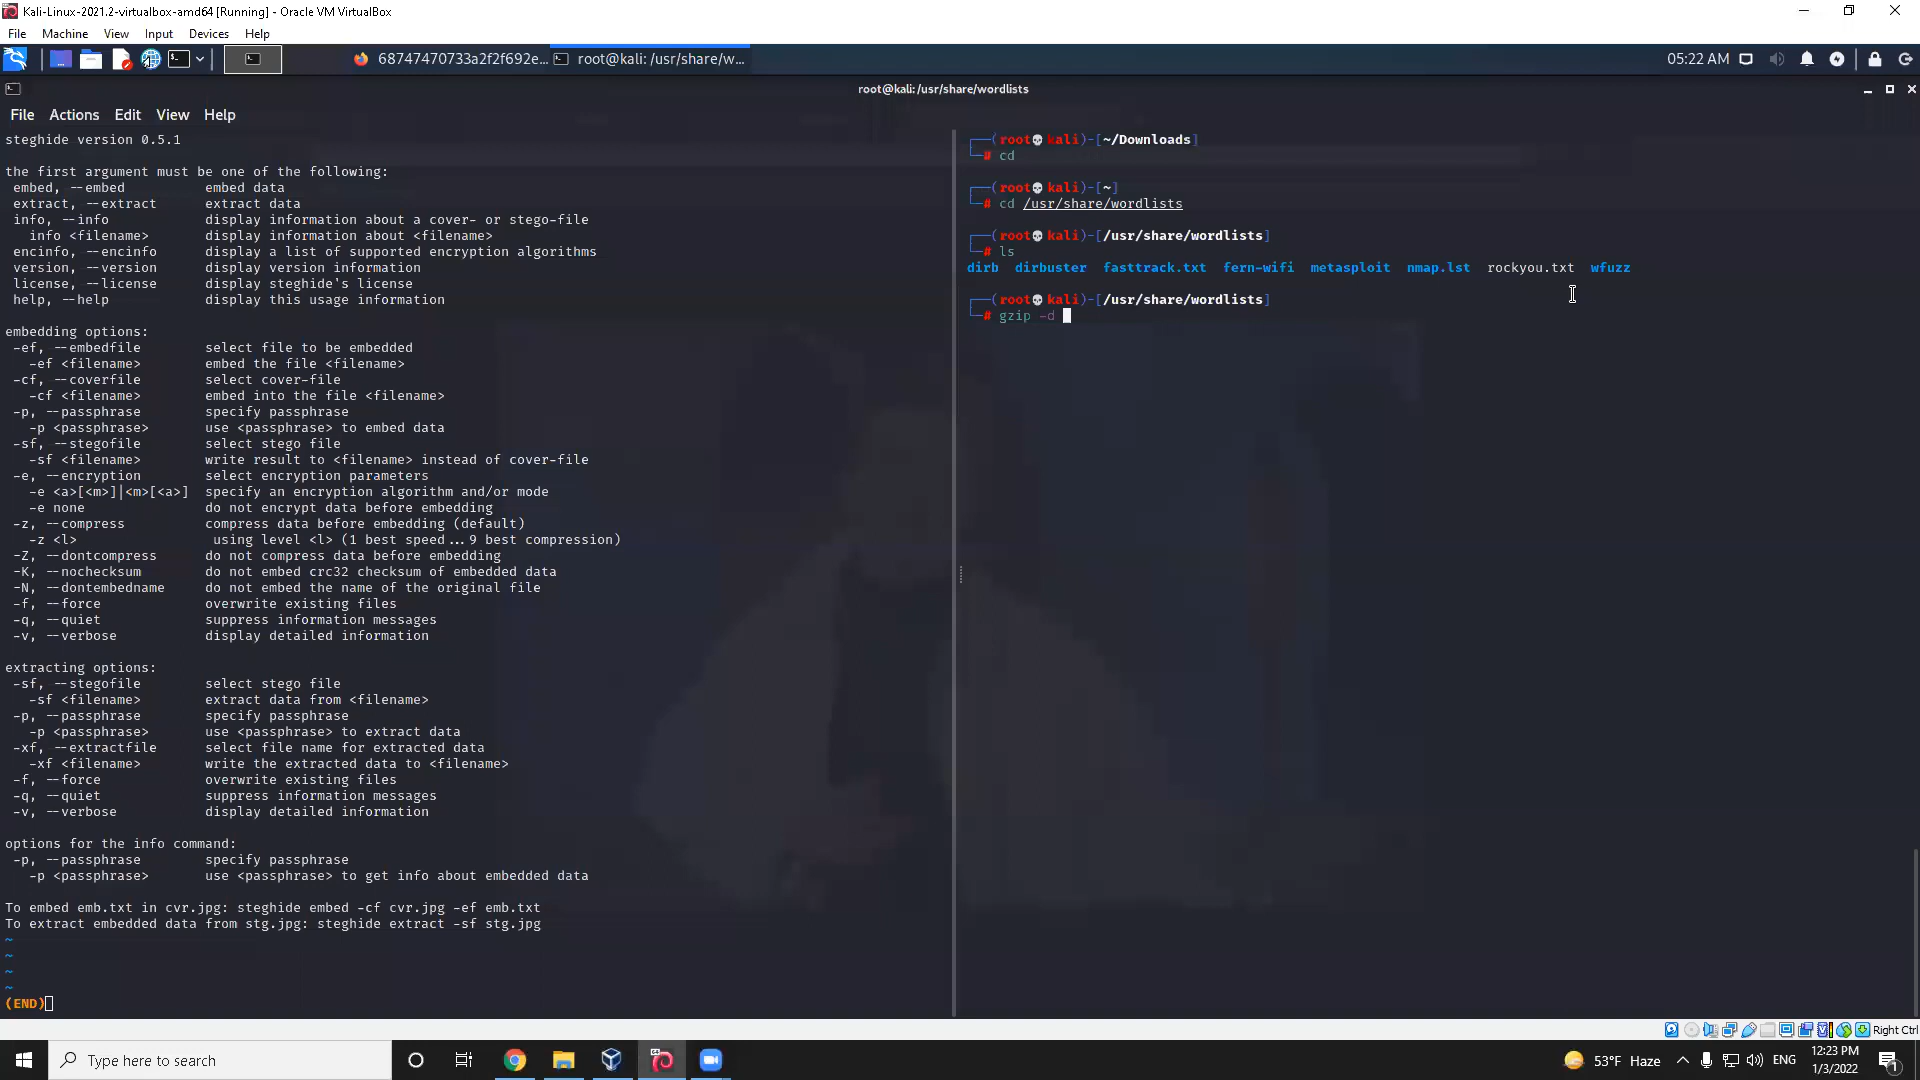 Kali-Linux-2021.2-virtualbox-amd64 [Running] - Oracle VM VirtualBox
File Machine View Input Devices Help
68747470733a2f2f692e... root@kali: /usr/share/w... 05:22 AM
root@kali: /usr/share/wordlists
File Actions Edit View Help
steghide version 0.5.1
the first argument must be one of the following:
embed, --embed embed data
extract, --extract extract data
info, --info display information about a cover- or stego-file
info <filename> display information about <filename>
encinfo, --encinfo display a list of supported encryption algorithms
version, --version display version information
license, --license display steghide's license
help, --help display this usage information
embedding options:
-ef, --embedfile select file to be embedded
-ef <filename> embed the file <filename>
-cf, --coverfile select cover-file
-cf <filename> embed into the file <filename>
-p, --passphrase specify passphrase
-p <passphrase> use <passphrase> to embed data
-sf, --stegofile select stego file
-sf <filename> write result to <filename> instead of cover-file
-e, --encryption select encryption parameters
-e <a>[<m>]|<m>[<a>] specify an encryption algorithm and/or mode
-e none do not encrypt data before embedding
-z, --compress compress data before embedding (default)
-z <l> using level <l> (1 best speed...9 best compression)
-Z, --dontcompress do not compress data before embedding
-K, --nochecksum do not embed crc32 checksum of embedded data
-N, --dontembedname do not embed the name of the original file
-f, --force overwrite existing files
-q, --quiet suppress information messages
-v, --verbose display detailed information
extracting options:
-sf, --stegofile select stego file
-sf <filename> extract data from <filename>
-p, --passphrase specify passphrase
-p <passphrase> use <passphrase> to extract data
-xf, --extractfile select file name for extracted data
-xf <filename> write the extracted data to <filename>
-f, --force overwrite existing files
-q, --quiet suppress information messages
-v, --verbose display detailed information
options for the info command:
-p, --passphrase specify passphrase
-p <passphrase> use <passphrase> to get info about embedded data
To embed emb.txt in cvr.jpg: steghide embed -cf cvr.jpg -ef emb.txt
To extract embedded data from stg.jpg: steghide extract -sf stg.jpg
~
~
~
~
(END)
┌──(root💀kali)-[~/Downloads]
└─# cd
┌──(root💀kali)-[~]
└─# cd /usr/share/wordlists
┌──(root💀kali)-[/usr/share/wordlists]
└─# ls
dirb dirbuster fasttrack.txt fern-wifi metasploit nmap.lst rockyou.txt wfuzz
┌──(root💀kali)-[/usr/share/wordlists]
└─# gzip -d
Right Ctrl
Type here to search
53°F Haze ENG 12:23 PM
1/3/2022
1